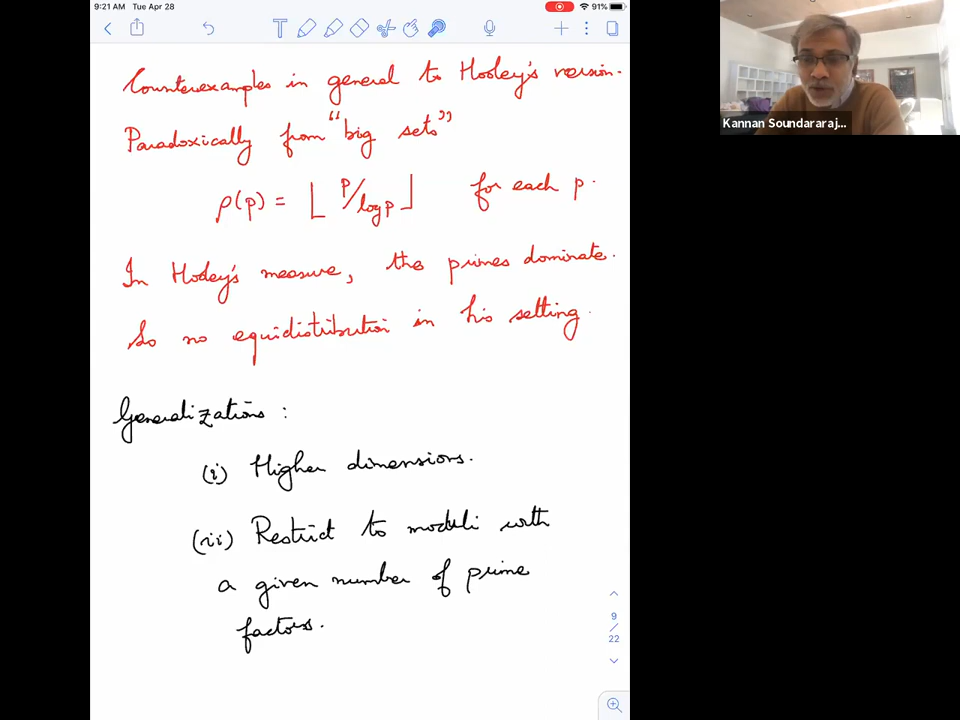 9:21 AM Tue Apr 28
91%
Counterexamples in general to Hooley's version.
Paradoxically from "big sets"
ρ(p) = ⌊ p/log p ⌋ for each p.
In Hooley's measure, the primes dominate.
So no equidistribution in his setting.
Generalizations :
(i) Higher dimensions.
(ii) Restrict to moduli with
a given number of prime
factors.
9
/
22
Kannan Soundararaj...